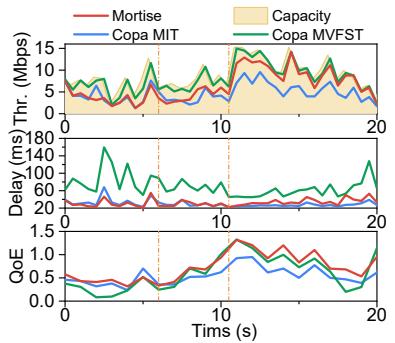 Mortise
Capacity
Copa MIT
Copa MVFST
Thr. (Mbps)
15
10
5
0
0
10
20
Delay (ms)
180
140
100
60
20
0
10
20
QoE
1.5
1.0
0.5
0.0
0
10
20
Tims (s)